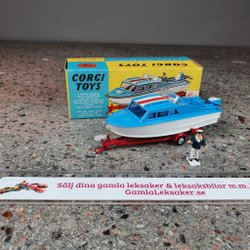 CORGI
TOYS
CORGI TOYS
Sälj dina gamla leksaker & leksaksbilar m.m.
GamlaLeksaker.se